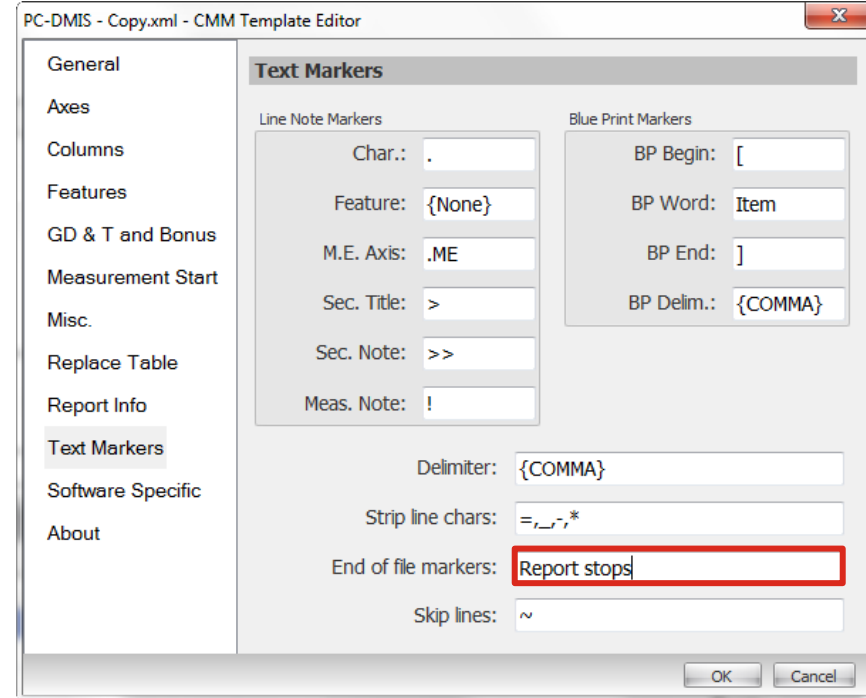 PC-DMIS - Copy.xml - CMM Template Editor
x
General
Axes
Columns
Features
GD & T and Bonus
Measurement Start
Misc.
Replace Table
Report Info
Text Markers
Software Specific
About
Text Markers
Line Note Markers
Char.: .
Feature: {None}
M.E. Axis: .ME
Sec. Title: >
Sec. Note: >>
Meas. Note: !
Blue Print Markers
BP Begin: [
BP Word: Item
BP End: ]
BP Delim.: {COMMA}
Delimiter: {COMMA}
Strip line chars: =,_,-,*
End of file markers: Report stops
Skip lines: ~
OK Cancel